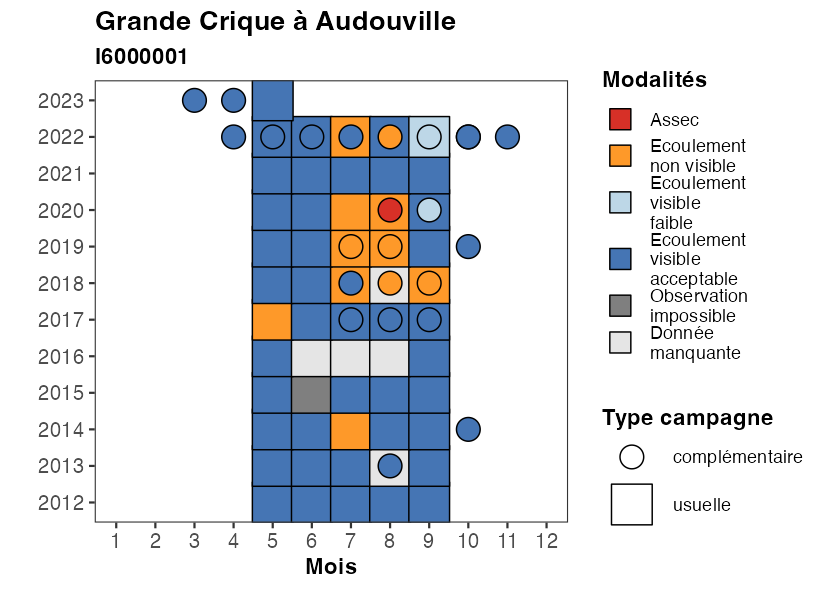 Grande Crique à Audouville
I6000001
2023
2022
2021
2020
2019
2018
2017
2016
2015
2014
2013
2012
1 2 3 4 5 6 7 8 9 10 11 12
Mois
Modalités
Assec
Ecoulement
non visible
Ecoulement
visible
faible
Ecoulement
visible
acceptable
Observation
impossible
Donnée
manquante
Type campagne
complémentaire
usuelle